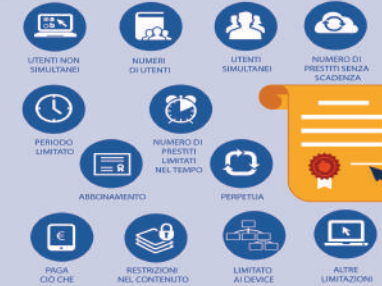 UTENTI NON
SIMULTANEI
NUMERI
DI UTENTI
UTENTI
SIMULTANEI
NUMERO DI
PRESTITI SENZA
SCADENZA
PERIODO
LIMITATO
NUMERO DI
PRESTITI
LIMITATI
NEL TEMPO
ABBONAMENTO
PERPETUA
PAGA
CIÒ CHE
RESTRIZIONI
NEL CONTENUTO
LIMITATO
AI DEVICE
ALTRE
LIMITAZIONI